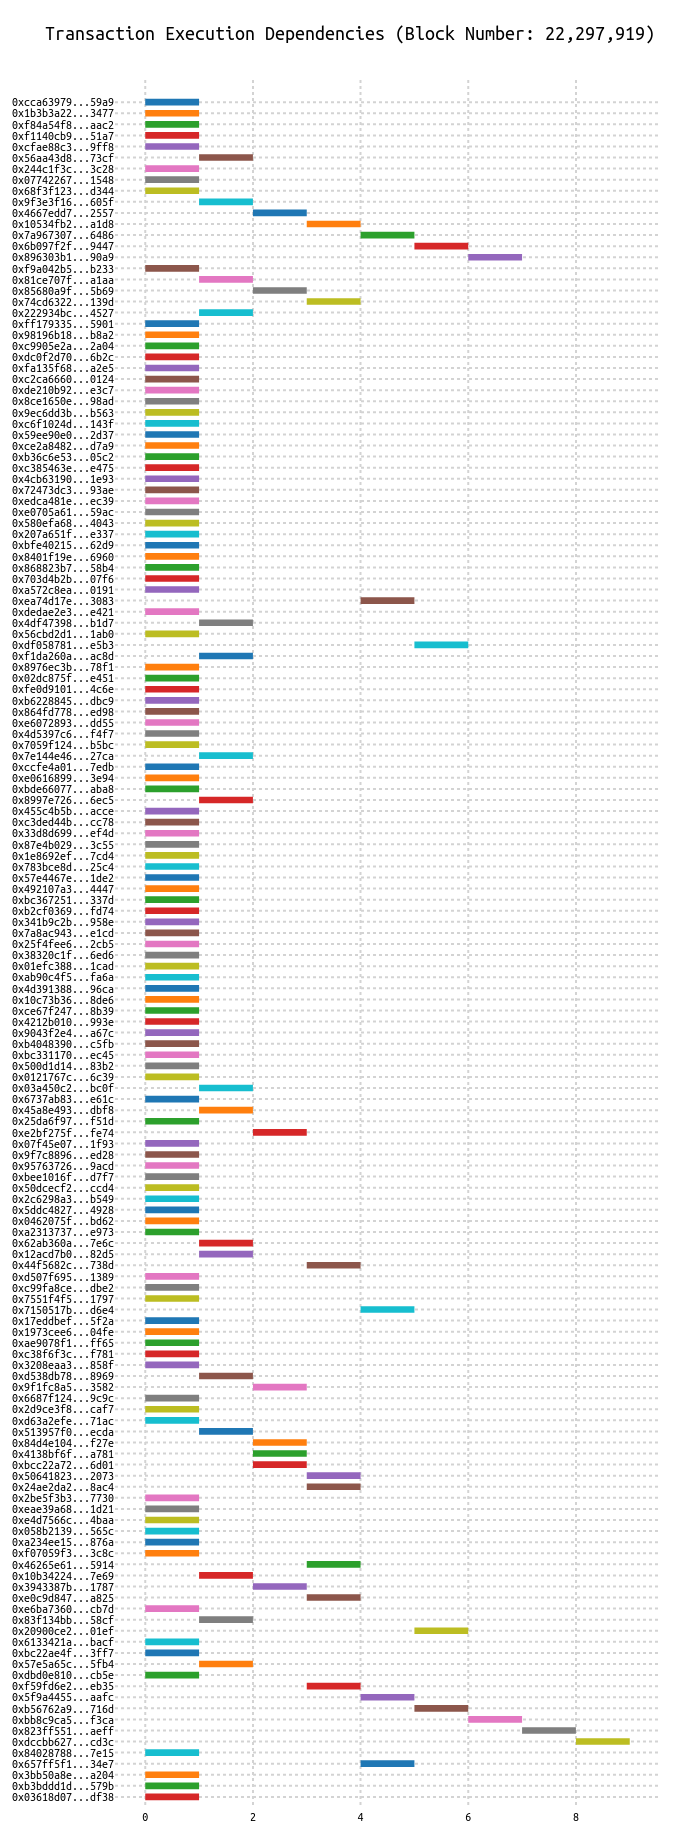 Transaction Execution Dependencies (Block Number: 22,297,919)
0xcca63979...59a9
0x1b3b3a22...3477
0xf84a54f8...aac2
0xf1140cb9...51a7
0xcfae88c3...9ff8
0x56aa43d8...73cf
0x244c1f3c...3c28
0x07742267...1548
0x68f3f123...d344
0x9f3e3f16...605f
0x4667edd7...2557
0x10534fb2...a1d8
0x7a967307...6486
0x6b097f2f...9447
0x896303b1...90a9
0xf9a042b5...b233
0x81ce707f...a1aa
0x85680a9f...5b69
0x74cd6322...139d
0x222934bc...4527
0xff179335...5901
0x98196b18...b8a2
0xc9905e2a...2a04
0xdc0f2d70...6b2c
0xfa135f68...a2e5
0xc2ca6660...0124
0xde210b92...e3c7
0x8ce1650e...98ad
0x9ec6dd3b...b563
0xc6f1024d...143f
0x59ee90e0...2d37
0xce2a8482...d7a9
0xb36c6e53...05c2
0xc385463e...e475
0x4cb63190...1e93
0x72473dc3...93ae
0xedca481e...ec39
0xe0705a61...59ac
0x580efa68...4043
0x207a651f...e337
0xbfe40215...62d9
0x8401f19e...6960
0x868823b7...58b4
0x703d4b2b...07f6
0xa572c8ea...0191
0xea74d17e...3083
0xdedae2e3...e421
0x4df47398...b1d7
0x56cbd2d1...1ab0
0xdf058781...e5b3
0xf1da260a...ac8d
0x8976ec3b...78f1
0x02dc875f...e451
0xfe0d9101...4c6e
0xb6228845...dbc9
0x864fd778...ed98
0xe6072893...dd55
0x4d5397c6...f4f7
0x7059f124...b5bc
0x7e144e46...27ca
0xccfe4a01...7edb
0xe0616899...3e94
0xbde66077...aba8
0x8997e726...6ec5
0x455c4b5b...acce
0xc3ded44b...cc78
0x33d8d699...ef4d
0x87e4b029...3c55
0x1e8692ef...7cd4
0x783bce8d...25c4
0x57e4467e...1de2
0x492107a3...4447
0xbc367251...337d
0xb2cf0369...fd74
0x341b9c2b...958e
0x7a8ac943...e1cd
0x25f4fee6...2cb5
0x38320c1f...6ed6
0x01efc388...1cad
0xab90c4f5...fa6a
0x4d391388...96ca
0x10c73b36...8de6
0xce67f247...8b39
0x4212b010...993e
0x9043f2e4...a67c
0xb4048390...c5fb
0xbc331170...ec45
0x500d1d14...83b2
0x0121767c...6c39
0x03a450c2...bc0f
0x6737ab83...e61c
0x45a8e493...dbf8
0x25da6f97...f51d
0xe2bf275f...fe74
0x07f45e07...1f93
0x9f7c8896...ed28
0x95763726...9acd
0xbee1016f...d7f7
0x50dcecf2...ccd4
0x2c6298a3...b549
0x5ddc4827...4928
0x0462075f...bd62
0xa2313737...e973
0x62ab360a...7e6c
0x12acd7b0...82d5
0x44f5682c...738d
0xd507f695...1389
0xc99fa8ce...dbe2
0x7551f4f5...1797
0x7150517b...d6e4
0x17eddbef...5f2a
0x1973cee6...04fe
0xae9078f1...ff65
0xc38f6f3c...f781
0x3208eaa3...858f
0xd538db78...8969
0x9f1fc8a5...3582
0x6687f124...9c9c
0x2d9ce3f8...caf7
0xd63a2efe...71ac
0x513957f0...ecda
0x84d4e104...f27e
0x4138bf6f...a781
0xbcc22a72...6d01
0x50641823...2073
0x24ae2da2...8ac4
0x2be5f3b3...7730
0xeae39a68...1d21
0xe4d7566c...4baa
0x058b2139...565c
0xa234ee15...876a
0xf07059f3...3c8c
0x46265e61...5914
0x10b34224...7e69
0x3943387b...1787
0xe0c9d847...a825
0xe6ba7360...cb7d
0x83f134bb...58cf
0x20900ce2...01ef
0x6133421a...bacf
0xbc22ae4f...3ff7
0x57e5a65c...5fb4
0xdbd0e810...cb5e
0xf59fd6e2...eb35
0x5f9a4455...aafc
0xb56762a9...716d
0xbb8c9ca5...f3ca
0x823ff551...aeff
0xdccbb627...cd3c
0x84028788...7e15
0x657ff5f1...34e7
0x3bb50a8e...a204
0xb3bddd1d...579b
0x03618d07...df38
0 2 4 6 8